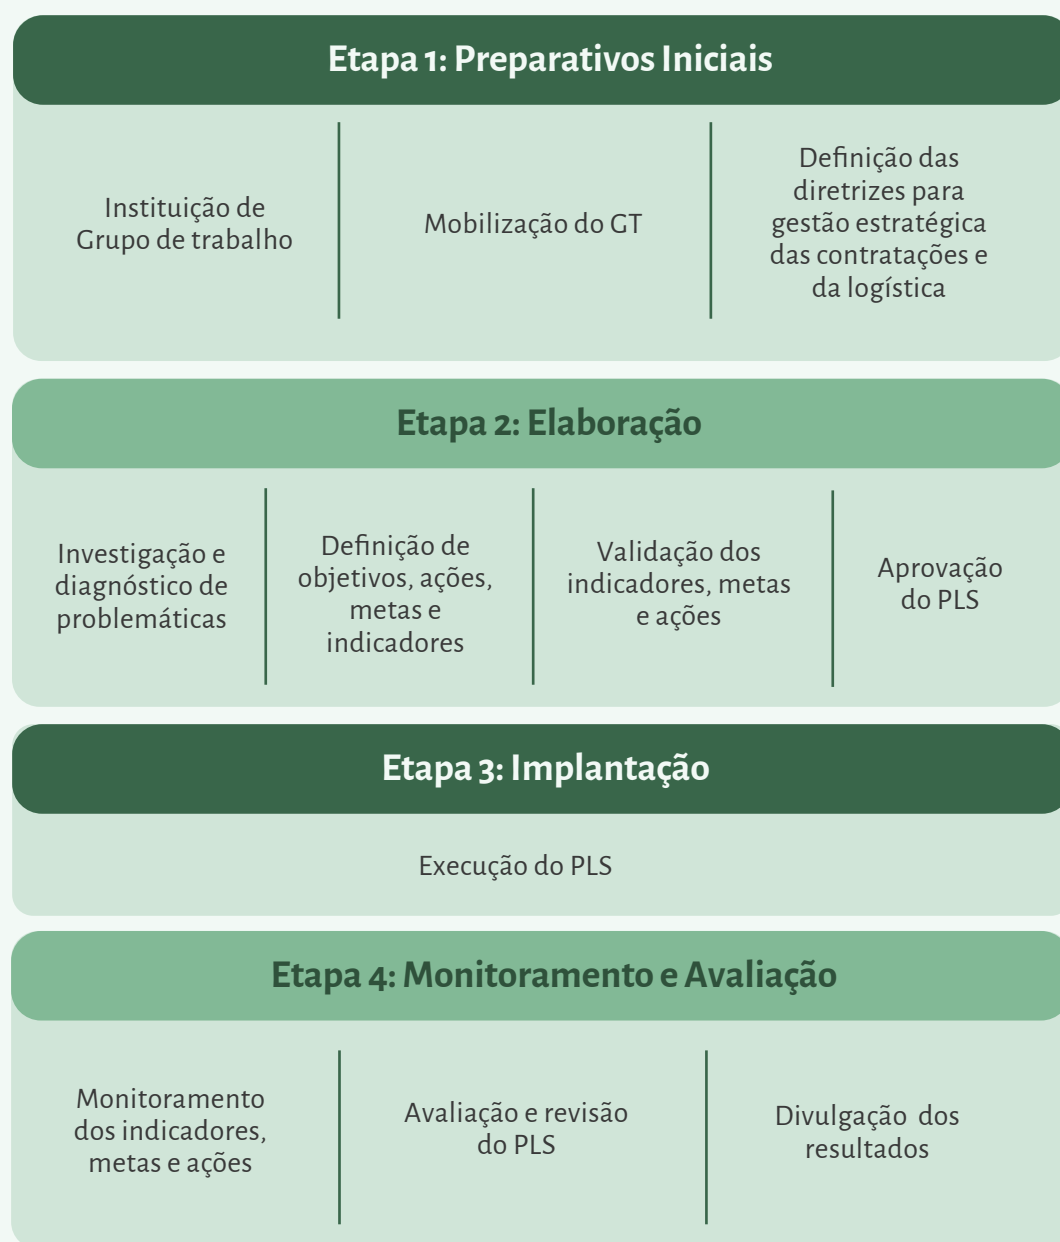 Etapa 1: Preparativos Iniciais
Instituição de
Grupo de trabalho
Mobilização do GT
Definição das
diretrizes para
gestão estratégica
das contratações e
da logística
Etapa 2: Elaboração
Investigação e
diagnóstico de
problemáticas
Definição de
objetivos, ações,
metas e
indicadores
Validação dos
indicadores, metas
e ações
Aprovação
do PLS
Etapa 3: Implantação
Execução do PLS
Etapa 4: Monitoramento e Avaliação
Monitoramento
dos indicadores,
metas e ações
Avaliação e revisão
do PLS
Divulgação dos
resultados